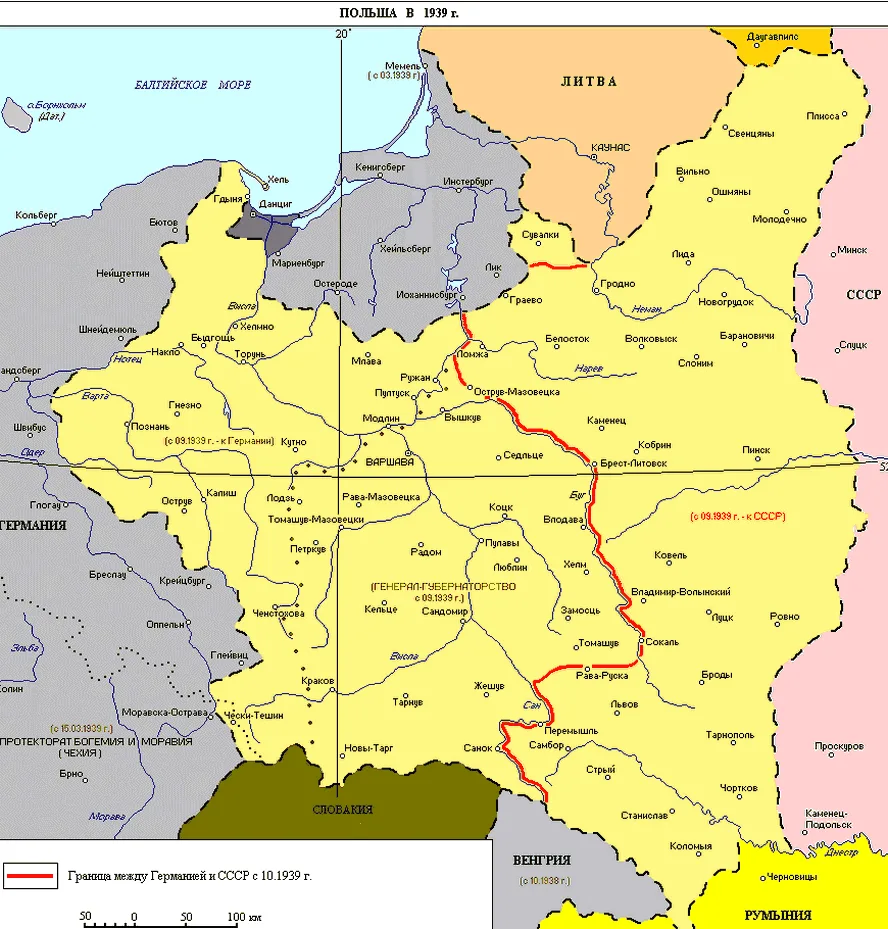 ПОЛЬША В 1939 г.
20°
Даугавпилс
Мемель
(с 03.1939 г)
БАЛТИЙСКОЕ МОРЕ
ЛИТВА
о.Борнхольм
(Дат.)
Плисса
Свенцяны
КАУНАС
Кенигсберг
Вильно
Хель
Инстербург
Ошмяны
Гдыня
Данциг
Кольберг
Бютов
Молодечно
Сувалки
Хейльсберг
Минск
Мариенбург
Лида
Нейштеттин
Лик
Остероде
Гродно
СССР
Иоханнисбург
Граево
Новогрудок
Висла
Неман
Хелмно
Шнейдемюль
Быдгощь
Белосток
Волковыск
Барановичи
Слуцк
Накло
Торунь
Млава
Ломжа
Слоним
Нотец
Нарев
андсберг
Ружан
Варта
Пултуск
Острув-Мазовецка
Гнезно
Вышкув
Модлин
Каменец
Швибус
Познань
(с 09.1939 г. - к Германии)
Кутно
Кобрин
Одер
ВАРШАВА
Седльце
Брест-Литовск
Пинск
52
Глогау
Острув
Калиш
Лодзь
Рава-Мазовецка
Буг
Коцк
(с 09.1939 г. - к СССР)
ГЕРМАНИЯ
Томашув-Мазовецки
Влодава
Петркув
Радом
Пулавы
Ковель
Бреслау
Крейцбург
Люблин
Хелм
(ГЕНЕРАЛ-ГУБЕРНАТОРСТВО
с 09.1939 г.)
Владимир-Волынский
Ченстохова
Кельце
Сандомир
Замосць
Луцк
Ровно
Оппельн
Эльба
Томашув
Сокаль
Глейвиц
Висла
Рава-Руска
Броды
олин
Краков
Жешув
Тарнув
Сан
Львов
Моравска-Острава
Чески-Тешин
(с 15.03.1939 г.)
ПРОТЕКТОРАТ БОГЕМИЯ И МОРАВИЯ
(ЧЕХИЯ)
Перемышль
Тарнополь
Новы-Тарг
Санок
Самбор
Проскуров
Брно
Стрый
Чортков
СЛОВАКИЯ
Морава
Станислав
Каменец-
Подольск
Коломыя
Днестр
ВЕНГРИЯ
(с 10.1938 г.)
Черновицы
Граница между Германией и СССР с 10.1939 г.
РУМЫНИЯ
50 0 50 100 км